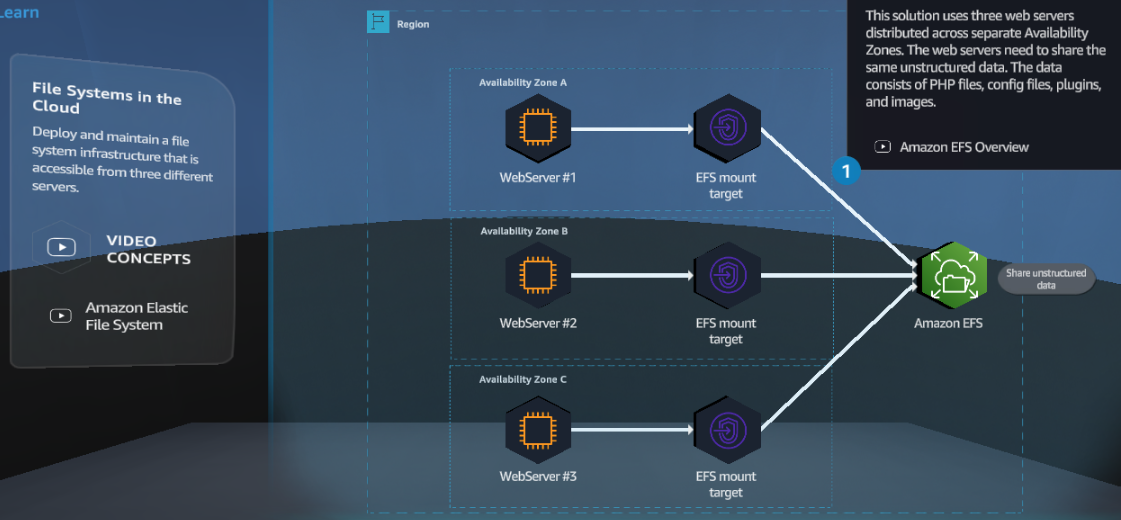 Learn
File Systems in the
Cloud
Deploy and maintain a file
system infrastructure that is
accessible from three different
servers.
VIDEO
CONCEPTS
Amazon Elastic
File System
Region
Availability Zone A
WebServer #1
EFS mount
target
Availability Zone B
WebServer #2
EFS mount
target
Availability Zone C
WebServer #3
EFS mount
target
1
Amazon EFS
Share unstructured
data
This solution uses three web servers
distributed across separate Availability
Zones. The web servers need to share the
same unstructured data. The data
consists of PHP files, config files, plugins,
and images.
Amazon EFS Overview